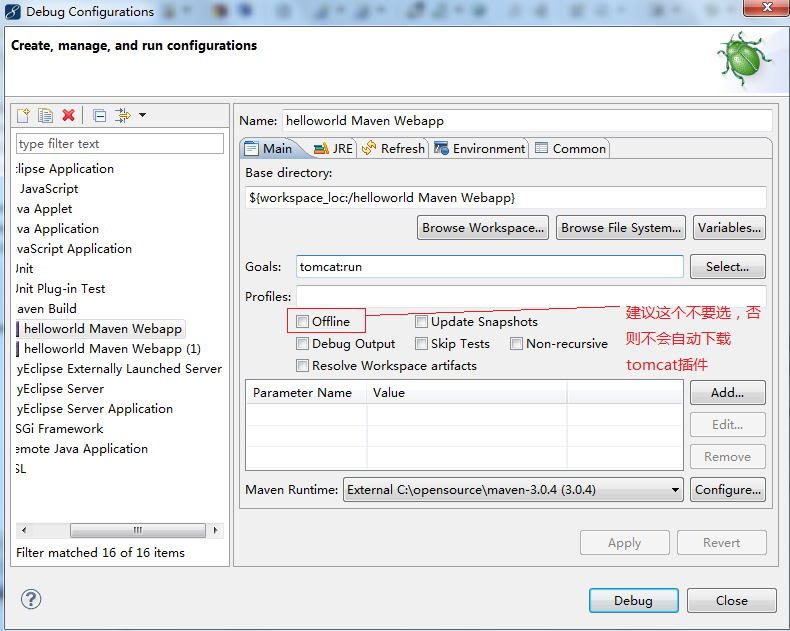 Debug Configurations
Create, manage, and run configurations
type filter text
:lipse Application
JavaScript
va Applet
va Application
vaScript Application
Jnit
Jnit Plug-in Test
aven Build
helloworld Maven Webapp
helloworld Maven Webapp (1)
yEclipse Externally Launched Server
yEclipse Server
yEclipse Server Application
SGi Framework
emote Java Application
SL
Filter matched 16 of 16 items
Name: helloworld Maven Webapp
Main JRE Refresh Environment Common
Base directory:
${workspace_loc:/helloworld Maven Webapp}
Browse Workspace... Browse File System... Variables...
Goals: tomcat:run Select...
Profiles:
Offline Update Snapshots
Debug Output Skip Tests Non-recursive
Resolve Workspace artifacts
建议这个不要选，否
则不会自动下载
tomcat插件
Parameter Name Value
Add...
Edit...
Remove
Maven Runtime: External C:\opensource\maven-3.0.4 (3.0.4) Configure...
Apply Revert
Debug Close